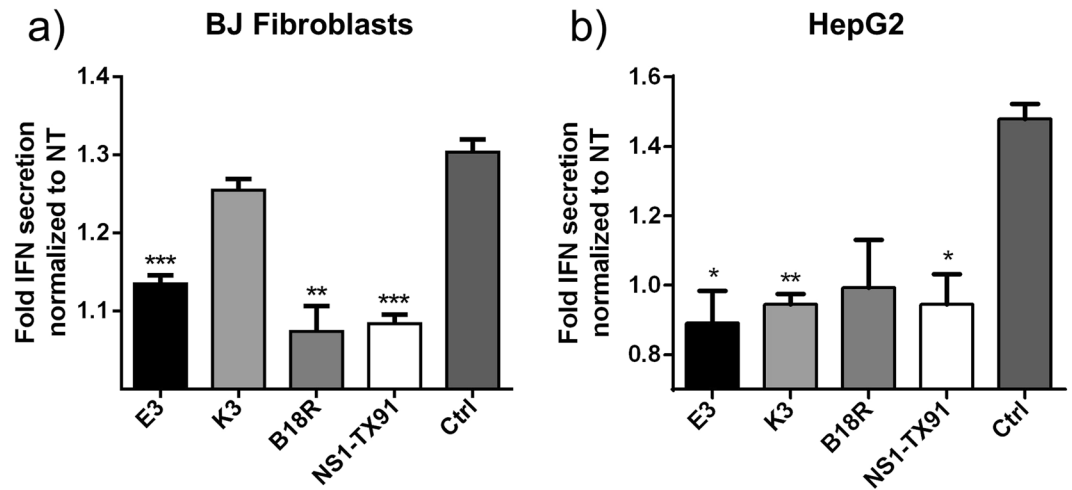 a)
BJ Fibroblasts
Fold IFN secretion
normalized to NT
1.4
1.3
1.2
1.1
***
**
***
E3
K3
B18R
NS1-TX91
Ctrl
b)
HepG2
Fold IFN secretion
normalized to NT
1.6
1.4
1.2
1.0
0.8
*
**
*
E3
K3
B18R
NS1-TX91
Ctrl